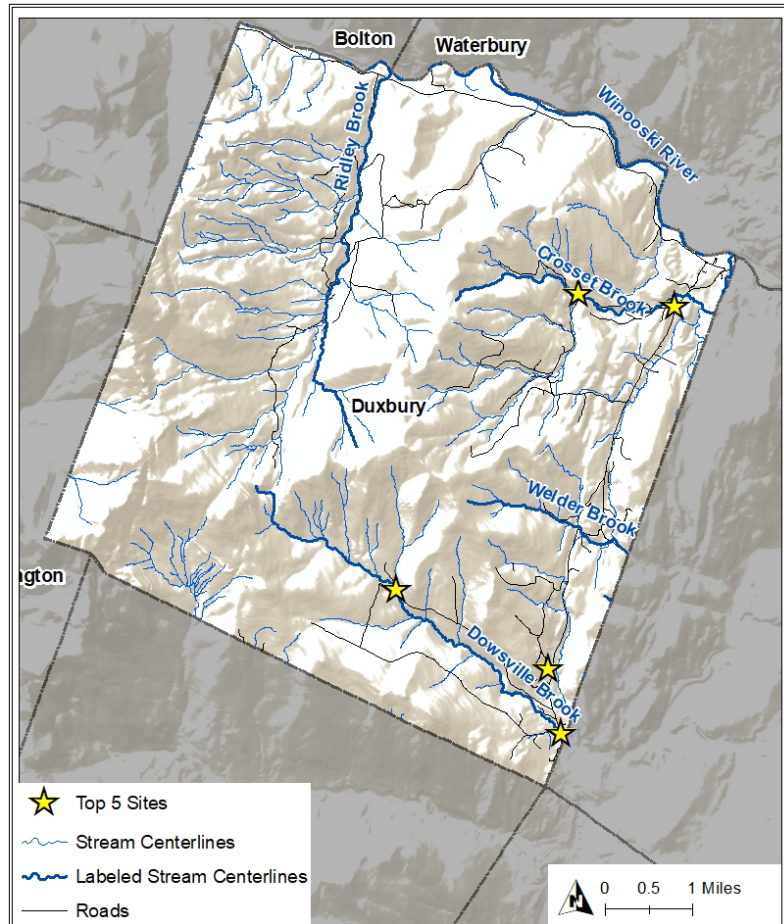 Bolton
Waterbury
Winooski River
Ridley Brook
Crosset Brook
Duxbury
Welder Brook
ngton
Dowsville Brook
Top 5 Sites
Stream Centerlines
Labeled Stream Centerlines
Roads
N
0 0.5 1 Miles